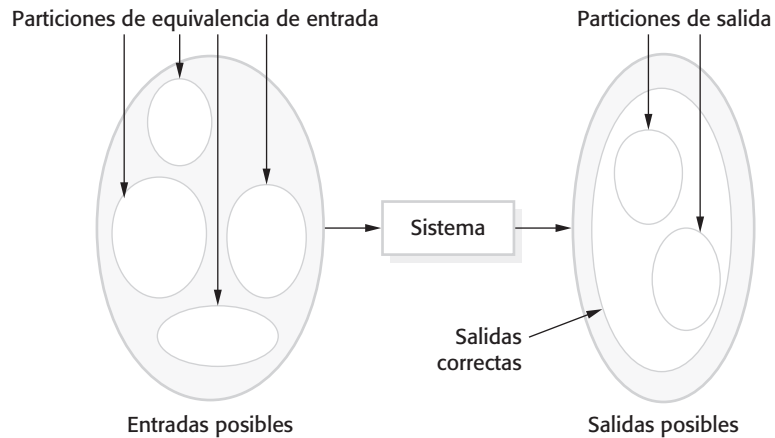 Particiones de equivalencia de entrada
Particiones de salida
Sistema
Salidas
correctas
Entradas posibles
Salidas posibles